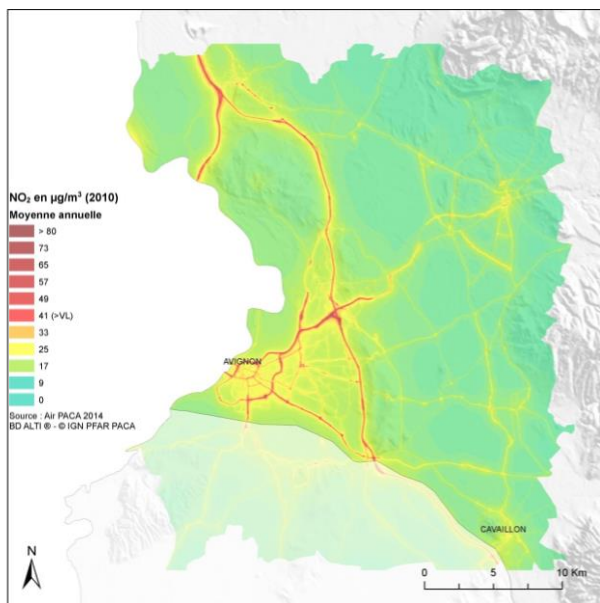 NO₂ en µg/m³ (2010)
Moyenne annuelle
> 80
73
65
57
49
41 (>VL)
33
25
17
9
0
Source : Air PACA 2014
BD ALTI ® - © IGN PFAR PACA
AVIGNON
CAVAILLON
N
0 5 10 Km